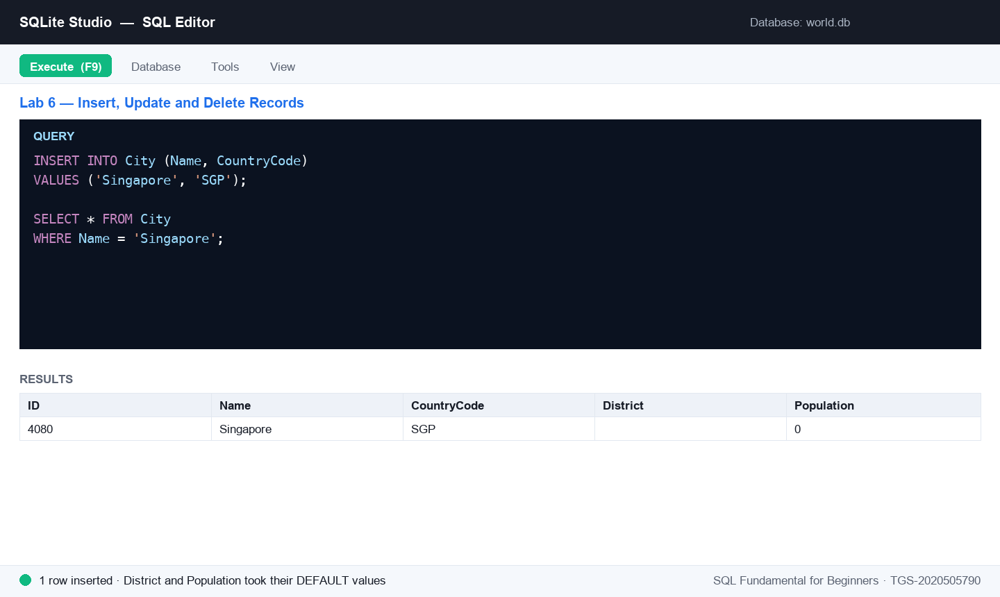 SQLite Studio — SQL Editor
Database: world.db
Execute (F9)
Database
Tools
View
Lab 6 — Insert, Update and Delete Records
QUERY
INSERT INTO City (Name, CountryCode)
VALUES ('Singapore', 'SGP');
SELECT * FROM City
WHERE Name = 'Singapore';
RESULTS
ID Name CountryCode District Population
4080 Singapore SGP 0
1 row inserted · District and Population took their DEFAULT values
SQL Fundamental for Beginners · TGS-2020505790